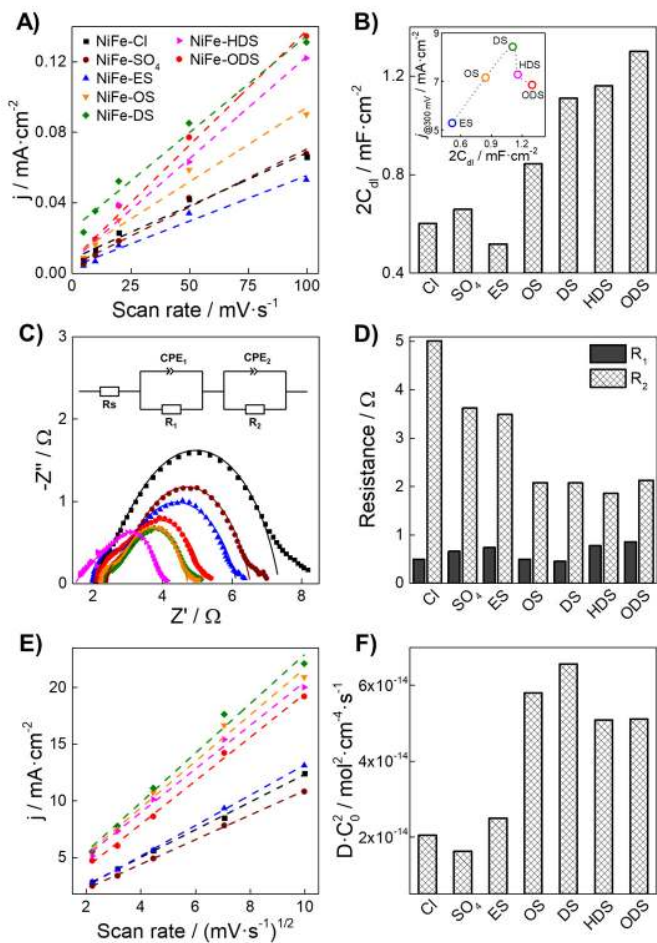 A)
NiFe-Cl
NiFe-SO₄
NiFe-ES
NiFe-OS
NiFe-DS
NiFe-HDS
NiFe-ODS
j / mA·cm⁻²
0.12
0.08
0.04
0.00
0 25 50 75 100
Scan rate / mV·s⁻¹
B)
2C_dl / mF·cm⁻²
1.2
0.8
0.4
Cl SO₄ ES OS DS HDS ODS
j@300 mV / mA·cm⁻²
9
7
5
DS
OS
HDS
ODS
ES
0.6 0.9 1.2
2C_dl / mF·cm⁻²
C)
-Z'' / Ω
-3
-2
-1
0
CPE₁ CPE₂
Rs
R₁ R₂
2 4 6 8
Z' / Ω
D)
Resistance / Ω
5
4
3
2
1
0
R₁
R₂
Cl SO₄ ES OS DS HDS ODS
E)
j / mA·cm⁻²
20
15
10
5
2 4 6 8 10
Scan rate / (mV·s⁻¹)¹/²
F)
D·C₀² / mol²·cm⁻⁴·s⁻¹
6x10⁻¹⁴
4x10⁻¹⁴
2x10⁻¹⁴
Cl SO₄ ES OS DS HDS ODS